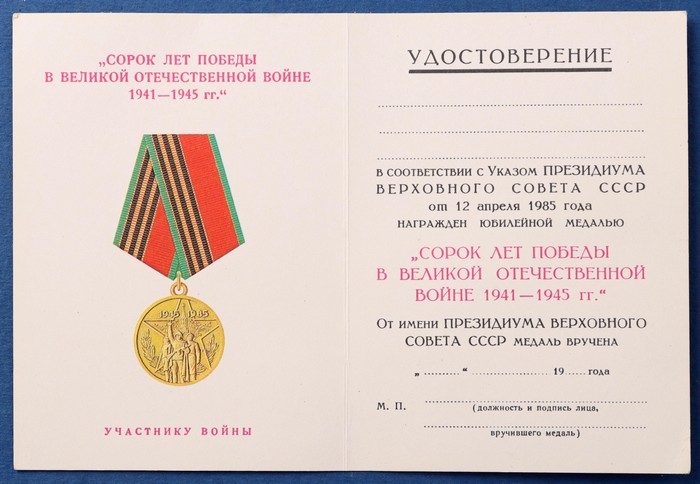 „СОРОК ЛЕТ ПОБЕДЫ
В ВЕЛИКОЙ ОТЕЧЕСТВЕННОЙ ВОЙНЕ
1941—1945 гг.“
1945 1985
УЧАСТНИКУ ВОЙНЫ
УДОСТОВЕРЕНИЕ
В СООТВЕТСТВИИ С УКАЗОМ ПРЕЗИДИУМА
ВЕРХОВНОГО СОВЕТА СССР
от 12 апреля 1985 года
НАГРАЖДЕН ЮБИЛЕЙНОЙ МЕДАЛЬЮ
„СОРОК ЛЕТ ПОБЕДЫ
В ВЕЛИКОЙ ОТЕЧЕСТВЕННОЙ
ВОЙНЕ 1941—1945 гг.“
ОТ ИМЕНИ ПРЕЗИДИУМА ВЕРХОВНОГО
СОВЕТА СССР МЕДАЛЬ ВРУЧЕНА
„..........“ ...................... 19...... года
М. П.
(должность и подпись лица,
вручившего медаль)